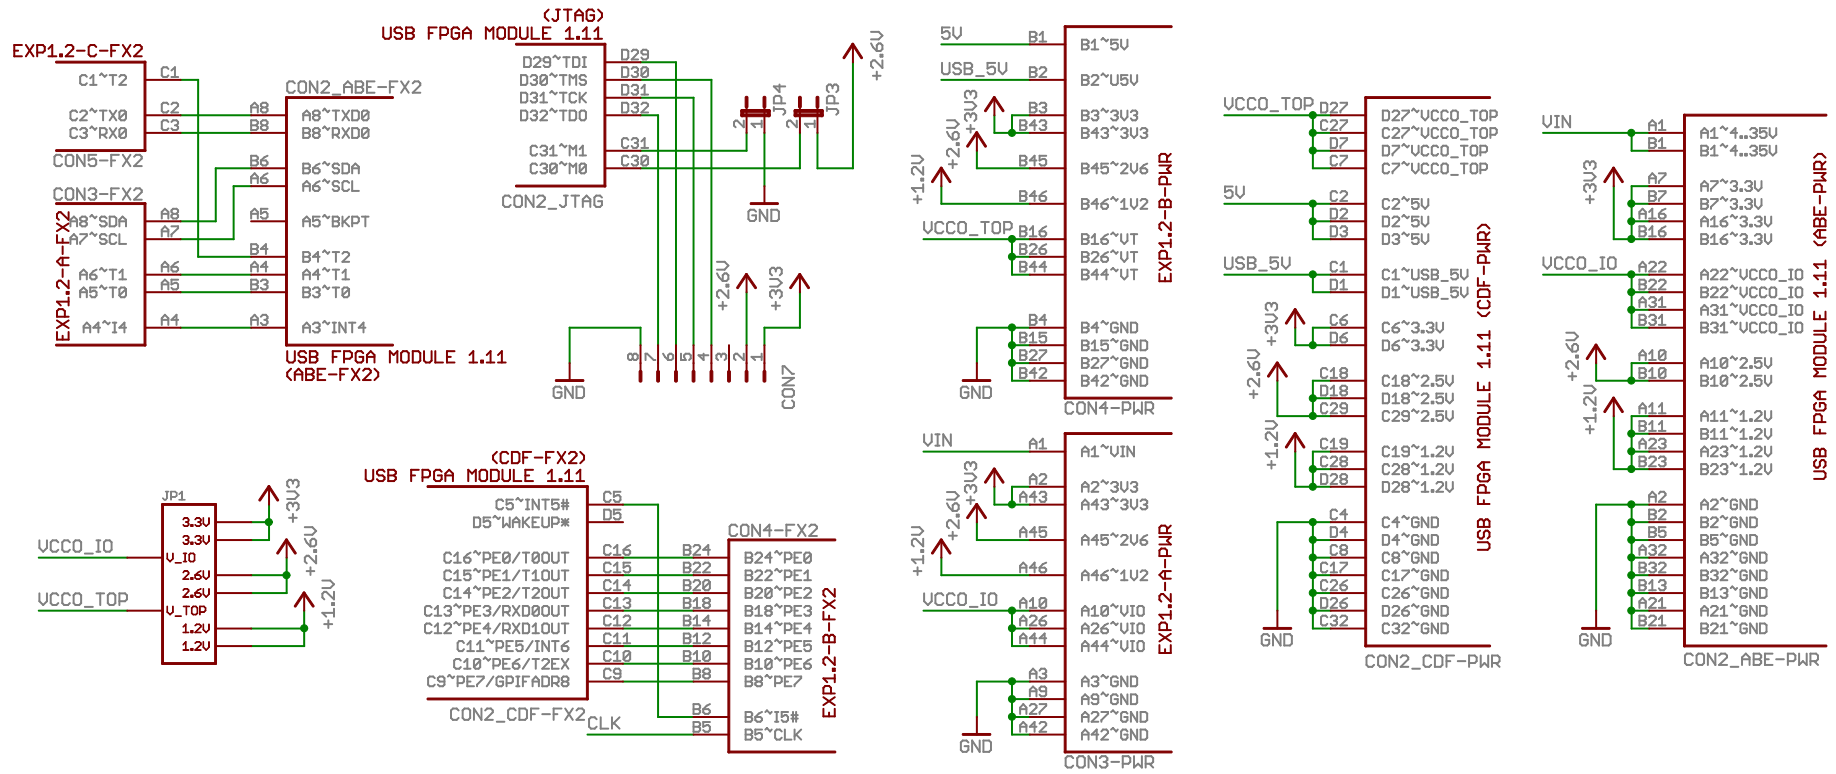 EXP1.2-C-FX2
C1~T2
C1
C2~TX0
C2
C3~RX0
C3
CON5-FX2
CON3-FX2
EXP1.2-A-FX2
A8~SDA
A8
A7~SCL
A7
A6~T1
A6
A5~T0
A5
A4~I4
A4
CON2_ABE-FX2
A8
A8~TXD0
B8
B8~RXD0
B6
B6~SDA
A6
A6~SCL
A5
A5~BKPT
B4
B4~T2
A4
A4~T1
B3
B3~T0
A3
A3~INT4
USB FPGA MODULE 1.11
(ABE-FX2)
(JTAG)
USB FPGA MODULE 1.11
D29~TDI
D29
D30~TMS
D30
D31~TCK
D31
D32~TDO
D32
C31~M1
C31
C30~M0
C30
CON2_JTAG
JP4
2
1
JP3
2
1
+2.6V
GND
+2.6V
+3V3
GND
8
7
6
5
4
3
2
1
CON7
JP1
3.3V
3.3V
V_IO
2.6V
2.6V
V_TOP
1.2V
1.2V
VCCO_IO
VCCO_TOP
+3V3
+2.6V
+1.2V
(CDF-FX2)
USB FPGA MODULE 1.11
C5~INT5#
C5
D5~WAKEUP*
D5
C16~PE0/T0OUT
C16
C15~PE1/T1OUT
C15
C14~PE2/T2OUT
C14
C13~PE3/RXD0OUT
C13
C12~PE4/RXD1OUT
C12
C11~PE5/INT6
C11
C10~PE6/T2EX
C10
C9~PE7/GPIFADR8
C9
CON2_CDF-FX2
CLK
CON4-FX2
B24
B24~PE0
B22
B22~PE1
B20
B20~PE2
B18
B18~PE3
B14
B14~PE4
B12
B12~PE5
B10
B10~PE6
B8
B8~PE7
B6
B6~I5#
B5
B5~CLK
EXP1.2-B-FX2
5V
B1
B1~5V
USB_5V
B2
B2~U5V
+3V3
B3
B3~3V3
B43
B43~3V3
+2.6V
B45
B45~2V6
+1.2V
B46
B46~1V2
VCCO_TOP
B16
B16~VT
B26
B26~VT
B44
B44~VT
B4
B4~GND
B15
B15~GND
B27
B27~GND
B42
B42~GND
GND
EXP1.2-B-PWR
CON4-PWR
VIN
A1
A1~VIN
+3V3
A2
A2~3V3
A43
A43~3V3
+2.6V
A45
A45~2V6
+1.2V
A46
A46~1V2
VCCO_IO
A10
A10~VIO
A26
A26~VIO
A44
A44~VIO
A3
A3~GND
A9
A9~GND
A27
A27~GND
A42
A42~GND
GND
EXP1.2-A-PWR
CON3-PWR
VCCO_TOP
D27
D27~VCCO_TOP
C27
C27~VCCO_TOP
D7
D7~VCCO_TOP
C7
C7~VCCO_TOP
5V
C2
C2~5V
D2
D2~5V
D3
D3~5V
USB_5V
C1
C1~USB_5V
D1
D1~USB_5V
+3V3
C6
C6~3.3V
D6
D6~3.3V
+2.6V
C18
C18~2.5V
D18
D18~2.5V
C29
C29~2.5V
+1.2V
C19
C19~1.2V
C28
C28~1.2V
D28
D28~1.2V
C4
C4~GND
D4
D4~GND
C8
C8~GND
C17
C17~GND
C26
C26~GND
D26
D26~GND
C32
C32~GND
GND
USB FPGA MODULE 1.11 (CDF-PWR)
CON2_CDF-PWR
VIN
A1
A1~4..35V
B1
B1~4..35V
+3V3
A7
A7~3.3V
B7
B7~3.3V
A16
A16~3.3V
B16
B16~3.3V
VCCO_IO
A22
A22~VCCO_IO
B22
B22~VCCO_IO
A31
A31~VCCO_IO
B31
B31~VCCO_IO
+2.6V
A10
A10~2.5V
B10
B10~2.5V
+1.2V
A11
A11~1.2V
B11
B11~1.2V
A23
A23~1.2V
B23
B23~1.2V
A2
A2~GND
B2
B2~GND
B5
B5~GND
A32
A32~GND
B32
B32~GND
B13
B13~GND
A21
A21~GND
B21
B21~GND
GND
USB FPGA MODULE 1.11 (ABE-PWR)
CON2_ABE-PWR